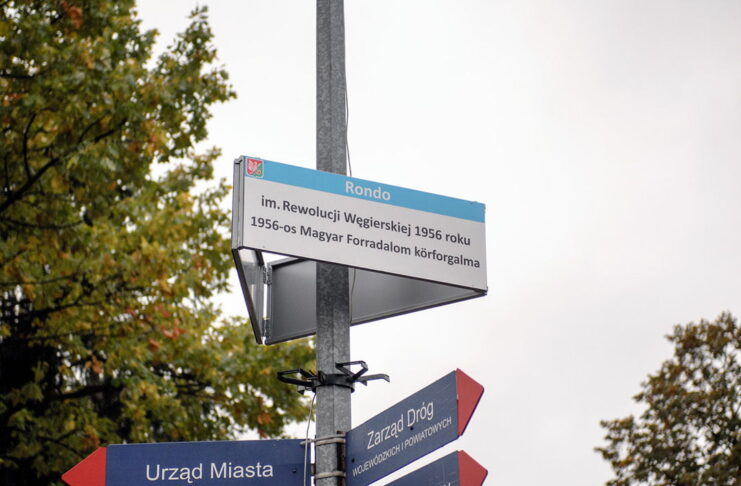 Rondo
im. Rewolucji Węgierskiej 1956 roku
1956-os Magyar Forradalom körforgalma
Zarząd Dróg
WOJEWÓDZKICH I POWIATOWYCH
Urząd Miasta